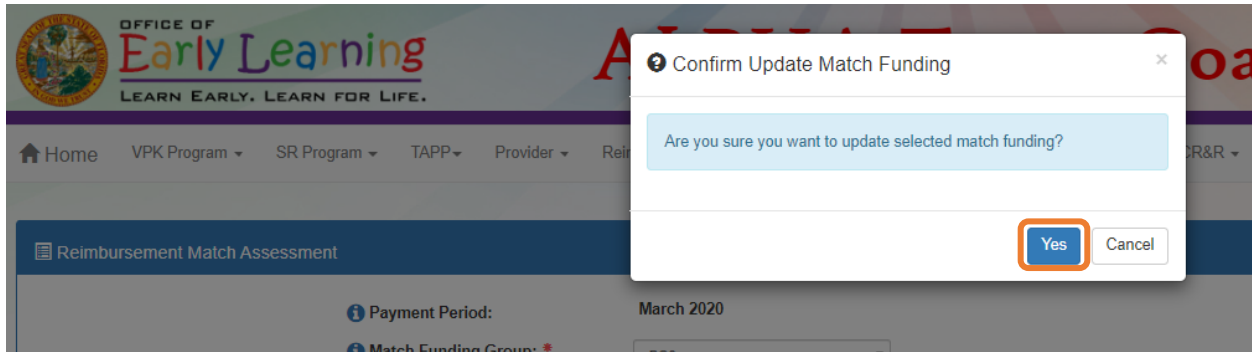 OFFICE OF
Early Learning
LEARN EARLY. LEARN FOR LIFE.
Confirm Update Match Funding
×
Are you sure you want to update selected match funding?
Yes
Cancel
Home
VPK Program
SR Program
TAPP
Provider
CR&R
Reimbursement Match Assessment
Payment Period:
March 2020
Match Funding Group: *